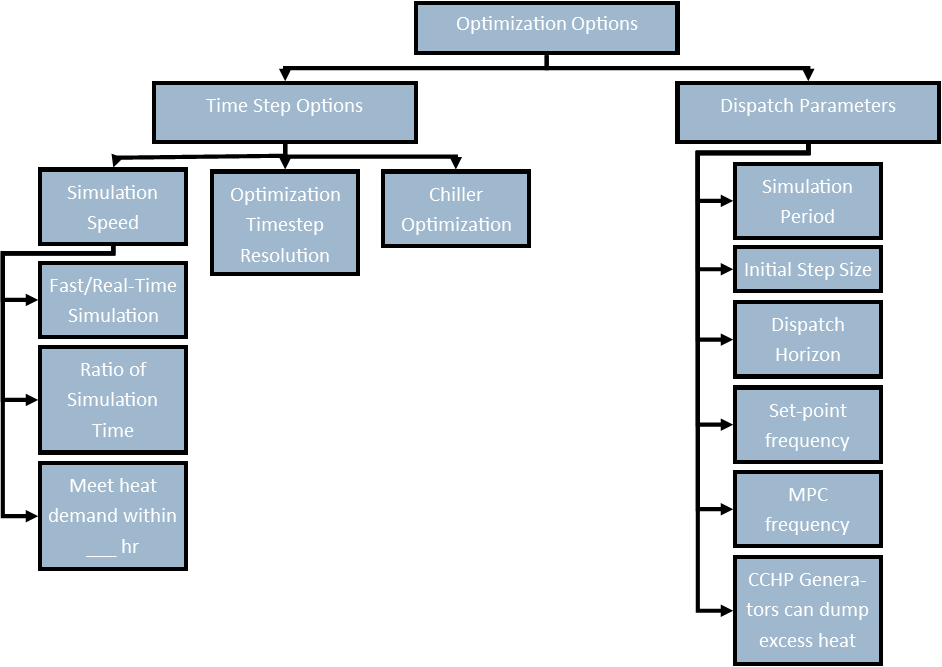 Optimization Options
Time Step Options
Dispatch Parameters
Simulation
Speed
Optimization
Timestep
Resolution
Chiller
Optimization
Fast/Real-Time
Simulation
Ratio of
Simulation
Time
Meet heat
demand within
___ hr
Simulation
Period
Initial Step Size
Dispatch
Horizon
Set-point
frequency
MPC
frequency
CCHP Genera-
tors can dump
excess heat